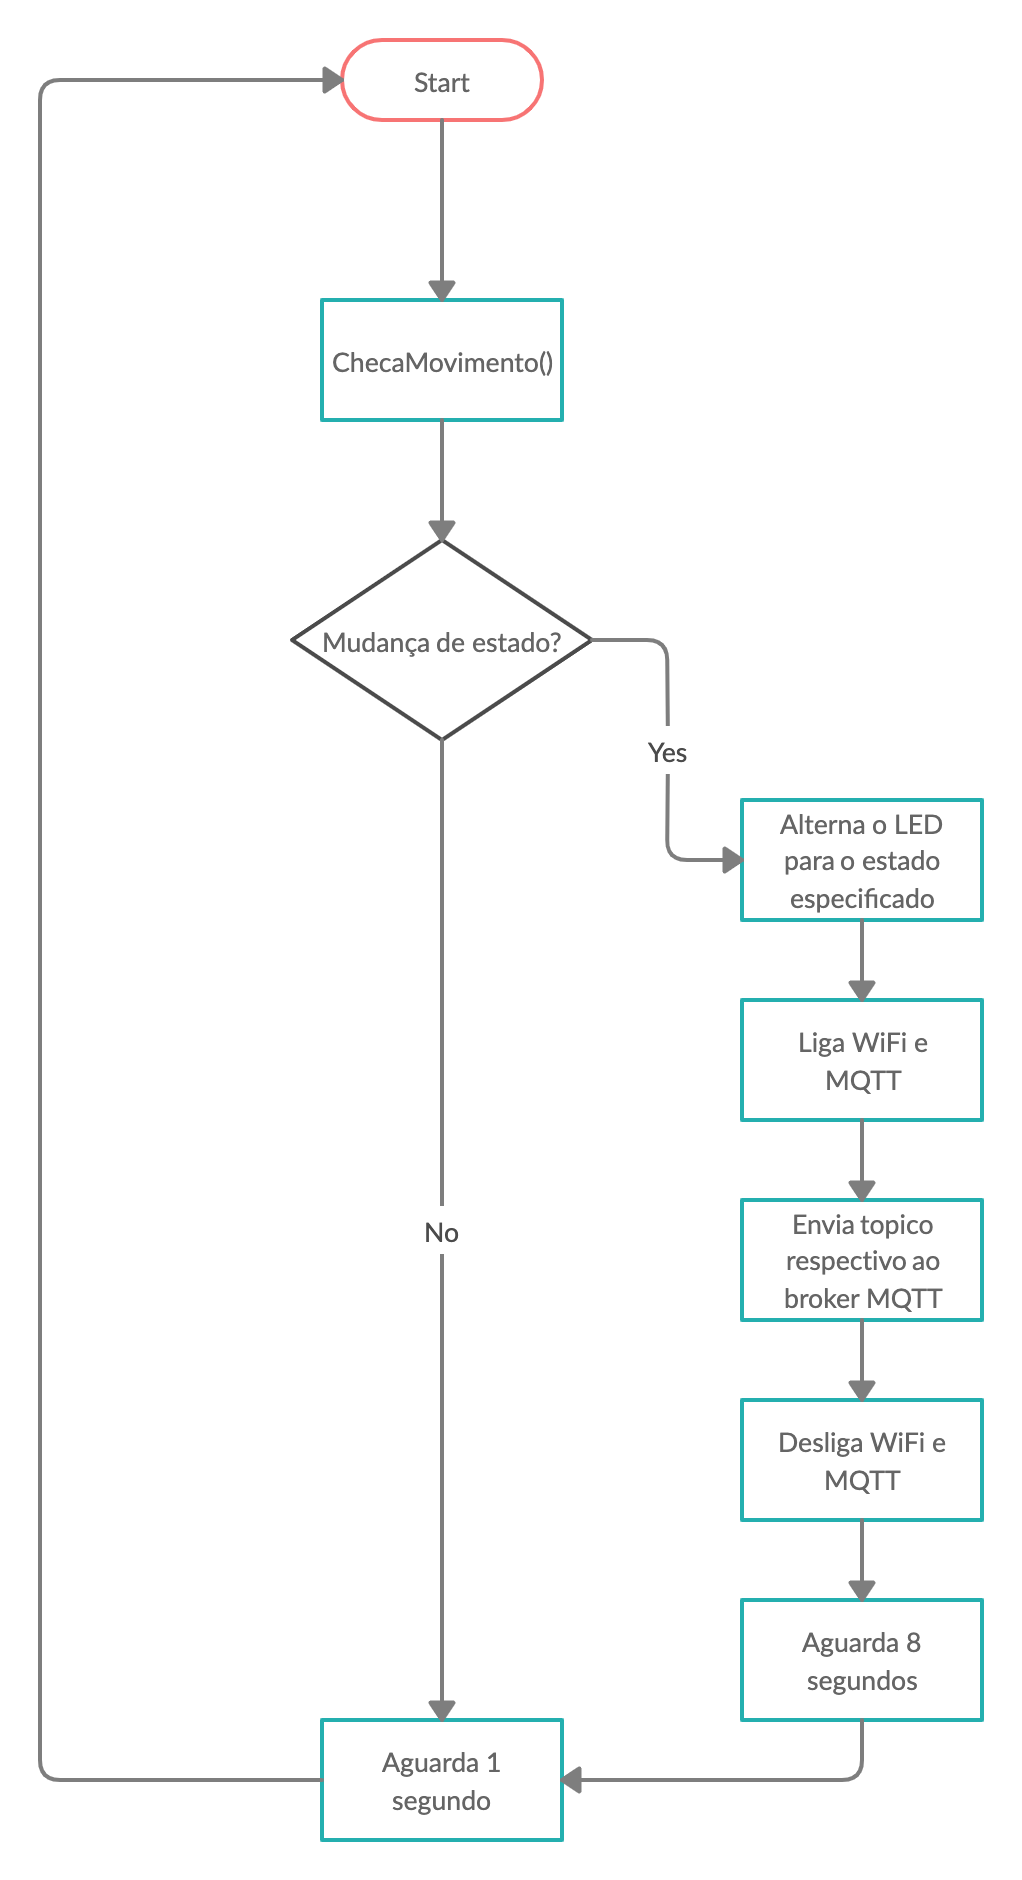 Start
ChecaMovimento()
Mudança de estado?
Yes
Alterna o LED
para o estado
especificado
Liga WiFi e
MQTT
Envia topico
respectivo ao
broker MQTT
No
Desliga WiFi e
MQTT
Aguarda 8
segundos
Aguarda 1
segundo